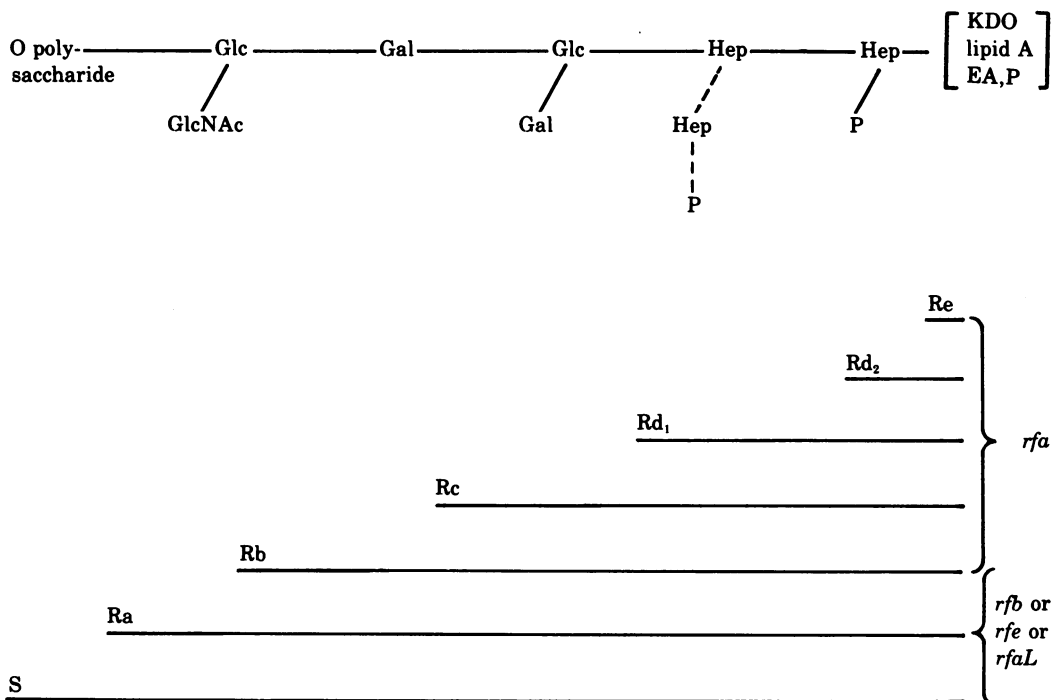 O poly-saccharide Glc Gal Glc Hep Hep KDO
lipid A
EA,P
GlcNAc Gal Hep P
P
Re
Rd₂
Rd₁
rfa
Rc
Rb
Ra
rfb or
rfe or
rfaL
S